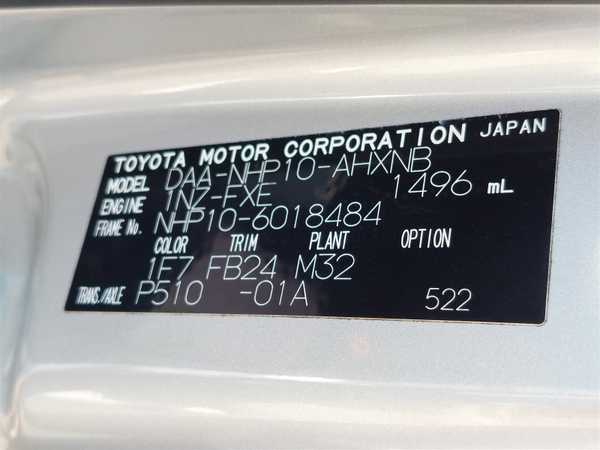 TOYOTA MOTOR CORPORATION JAPAN
MODEL DAA-NHP10-AHXNB
ENGINE 1NZ-FXE 1496 mL
FRAME No. NHP10-6018484
COLOR TRIM PLANT OPTION
1F7 FB24 M32
TRANS./AXLE P510 -01A 522